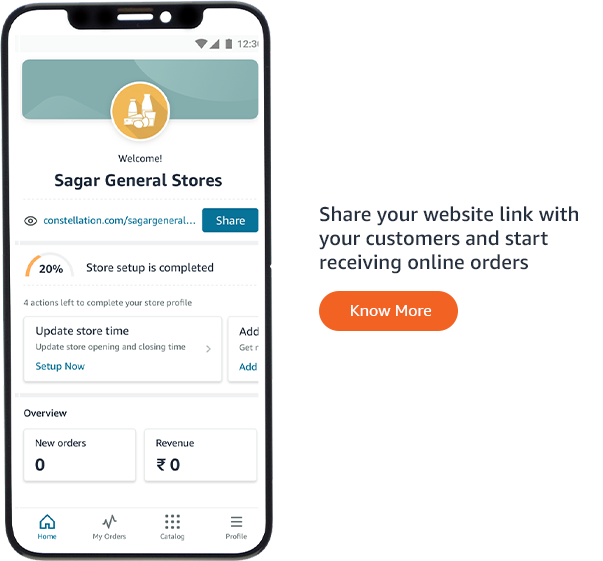 12:30
Welcome!
Sagar General Stores
constellation.com/sagargeneral...
Share
20%
Store setup is completed
4 actions left to complete your store profile
Update store time
Update store opening and closing time
Setup Now
Add
Get
Add
Overview
New orders
0
Revenue
₹ 0
Home
My Orders
Catalog
Profile
Share your website link with
your customers and start
receiving online orders
Know More